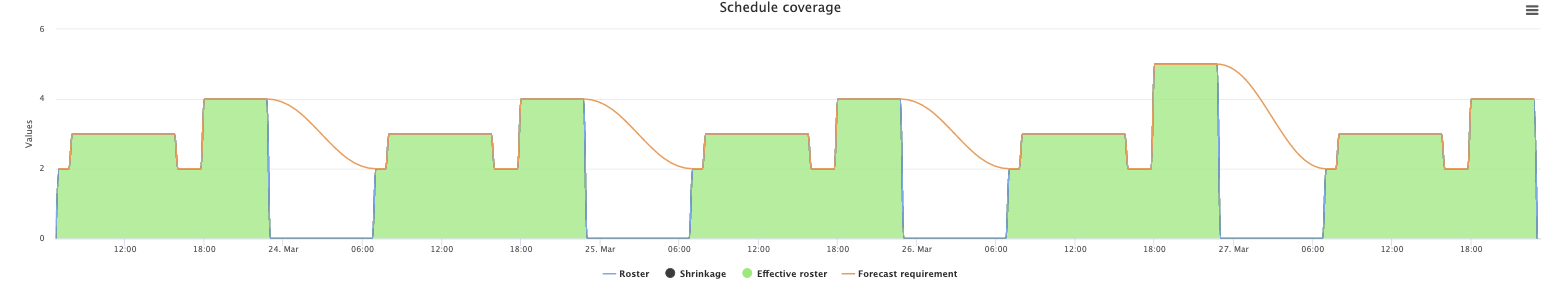 Schedule coverage
Values
6
4
2
0
12:00 18:00 24. Mar 06:00 12:00 18:00 25. Mar 06:00 12:00 18:00 26. Mar 06:00 12:00 18:00 27. Mar 06:00 12:00 18:00
Roster Shrinkage Effective roster Forecast requirement